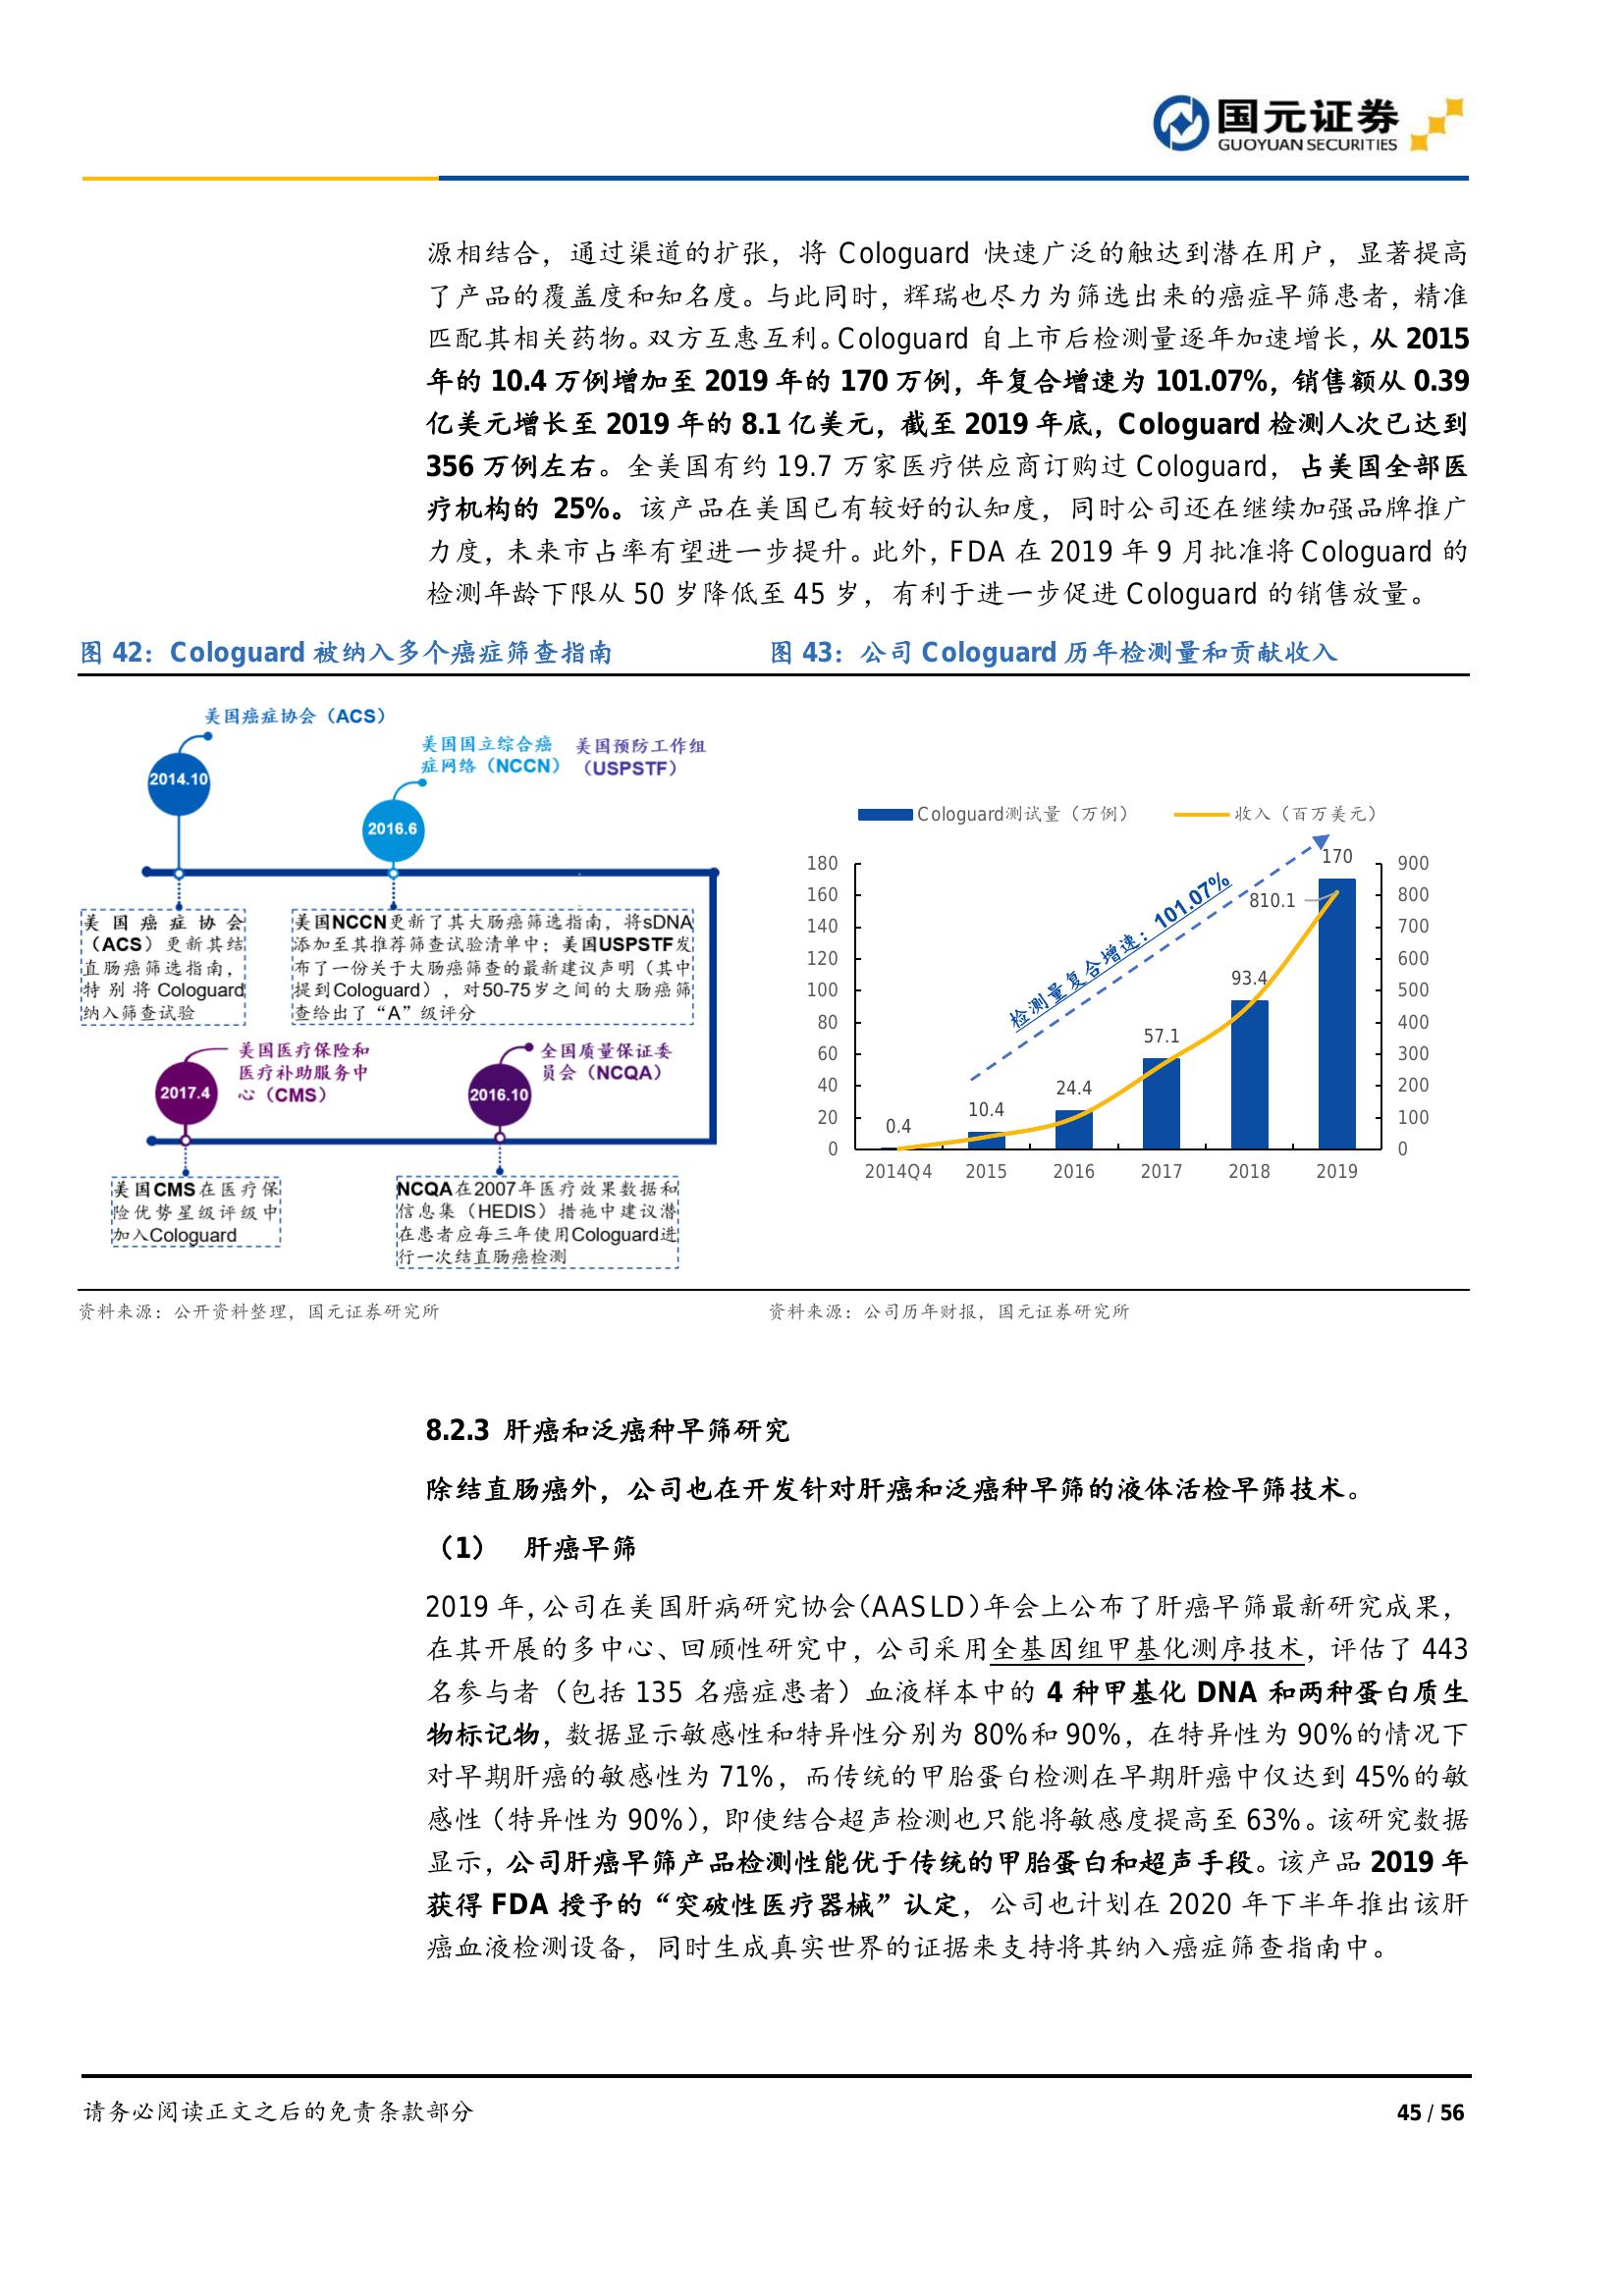 国元证券
GUOYUAN SECURITIES
源相结合，通过渠道的扩张，将 Cologuard 快速广泛的触达到潜在用户，显著提高
了产品的覆盖度和知名度。与此同时，辉瑞也尽力为筛选出来的癌症早筛患者，精准
匹配其相关药物。双方互惠互利。Cologuard 自上市后检测量逐年加速增长，从 2015
年的 10.4 万例增加至 2019 年的 170 万例，年复合增速为 101.07%，销售额从 0.39
亿美元增长至 2019 年的 8.1 亿美元，截至 2019 年底，Cologuard 检测人次已达到
356 万例左右。全美国有约 19.7 万家医疗供应商订购过 Cologuard，占美国全部医
疗机构的 25%。该产品在美国已有较好的认知度，同时公司还在继续加强品牌推广
力度，未来市占率有望进一步提升。此外，FDA 在 2019 年 9 月批准将 Cologuard 的
检测年龄下限从 50 岁降低至 45 岁，有利于进一步促进 Cologuard 的销售放量。
图 42：Cologuard 被纳入多个癌症筛查指南
美国癌症协会（ACS）
2014.10
美国国立综合癌
症网络（NCCN）
美国预防工作组
（USPSTF）
2016.6
美国癌症协会
（ACS）更新其结
直肠癌筛选指南，
特别将 Cologuard
纳入筛查试验
美国NCCN更新了其大肠癌筛选指南，将sDNA
添加至其推荐筛查试验清单中；美国USPSTF发
布了一份关于大肠癌筛查的最新建议声明（其中
提到Cologuard），对50-75岁之间的大肠癌筛
查给出了“A”级评分
2017.4
美国医疗保险和
医疗补助服务中
心（CMS）
2016.10
全国质量保证委
员会（NCQA）
美国CMS在医疗保
险优势星级评级中
加入Cologuard
NCQA在2007年医疗效果数据和
信息集（HEDIS）措施中建议潜
在患者应每三年使用Cologuard进
行一次结直肠癌检测
资料来源：公开资料整理，国元证券研究所
图 43：公司 Cologuard 历年检测量和贡献收入
Cologuard测试量（万例） 收入（百万美元）
检测量复合增速：101.07%
180
160
140
120
100
80
60
40
20
0
0.4
10.4
24.4
57.1
93.4
170
810.1
900
800
700
600
500
400
300
200
100
0
2014Q4 2015 2016 2017 2018 2019
资料来源：公司历年财报，国元证券研究所
8.2.3 肝癌和泛癌种早筛研究
除结直肠癌外，公司也在开发针对肝癌和泛癌种早筛的液体活检早筛技术。
（1） 肝癌早筛
2019 年，公司在美国肝病研究协会（AASLD）年会上公布了肝癌早筛最新研究成果，
在其开展的多中心、回顾性研究中，公司采用全基因组甲基化测序技术，评估了 443
名参与者（包括 135 名癌症患者）血液样本中的 4 种甲基化 DNA 和两种蛋白质生
物标记物，数据显示敏感性和特异性分别为 80%和 90%，在特异性为 90%的情况下
对早期肝癌的敏感性为 71%，而传统的甲胎蛋白检测在早期肝癌中仅达到 45%的敏
感性（特异性为 90%），即使结合超声检测也只能将敏感度提高至 63%。该研究数据
显示，公司肝癌早筛产品检测性能优于传统的甲胎蛋白和超声手段。该产品 2019 年
获得 FDA 授予的“突破性医疗器械”认定，公司也计划在 2020 年下半年推出该肝
癌血液检测设备，同时生成真实世界的证据来支持将其纳入癌症筛查指南中。
请务必阅读正文之后的免责条款部分
45 / 56